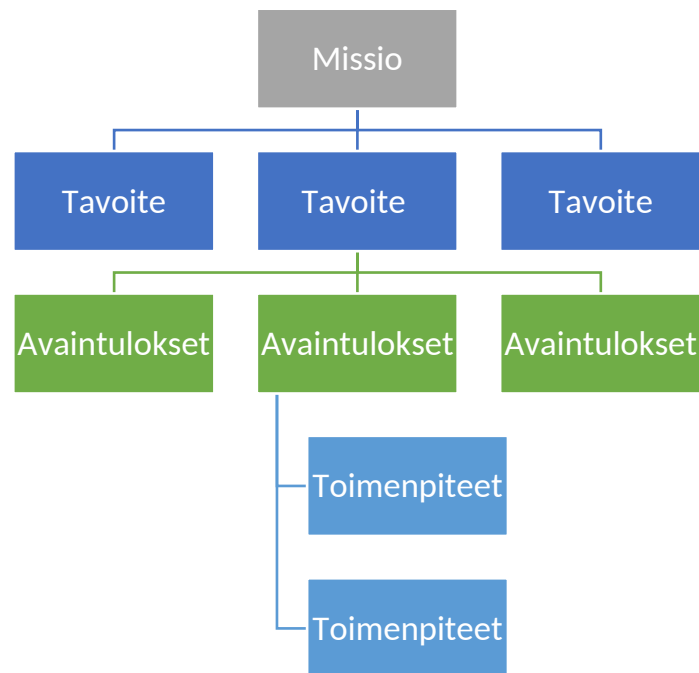 Missio
Tavoite
Tavoite
Tavoite
Avaintulokset
Avaintulokset
Avaintulokset
Toimenpiteet
Toimenpiteet